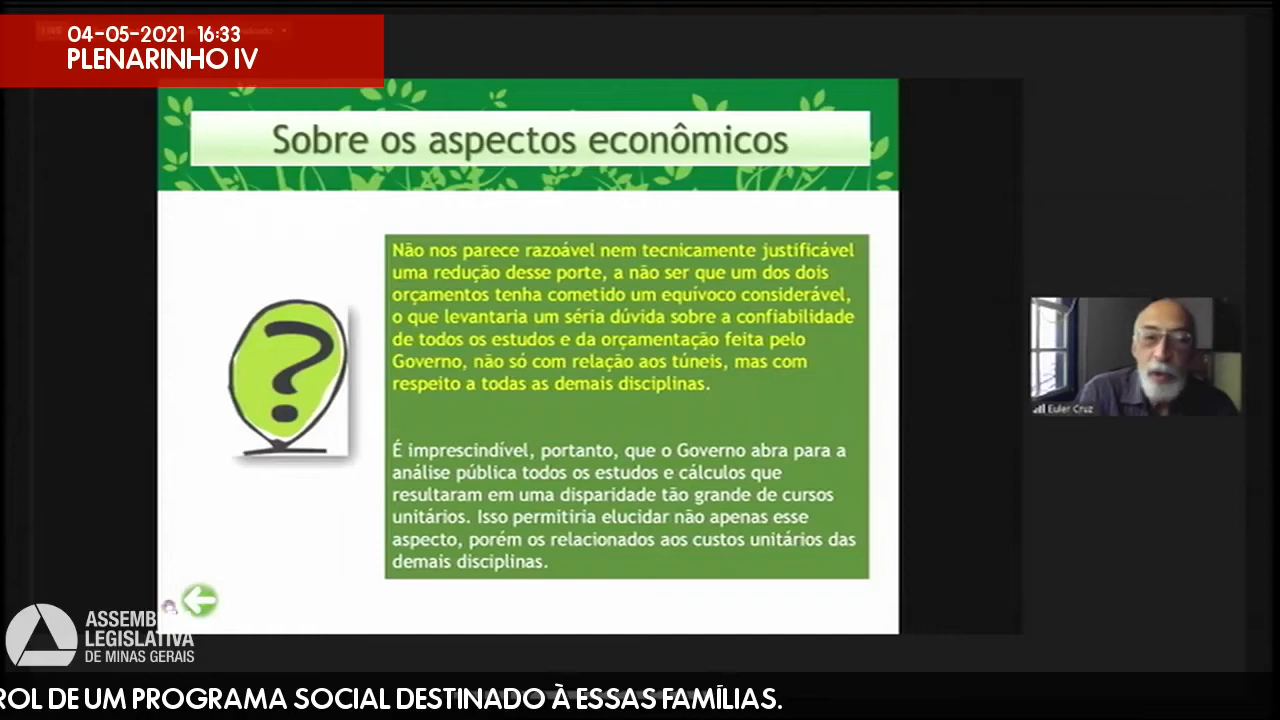 04-05-2021 16:33
PLENARINHO IV
Sobre os aspectos econômicos
Não nos parece razoável nem tecnicamente justificável
uma redução desse porte, a não ser que um dos dois
orçamentos tenha cometido um equívoco considerável,
o que levantaria um séria dúvida sobre a confiabilidade
de todos os estudos e da orçamentação feita pelo
Governo, não só com relação aos túneis, mas com
respeito a todas as demais disciplinas.
É imprescindível, portanto, que o Governo abra para a
análise pública todos os estudos e cálculos que
resultaram em uma disparidade tão grande de cursos
unitários. Isso permitiria elucidar não apenas esse
aspecto, porém os relacionados aos custos unitários das
demais disciplinas.
?
Euler Cruz
ASSEMB
LEGISLATIVA
DE MINAS GERAIS
ROL DE UM PROGRAMA SOCIAL DESTINADO À ESSAS FAMÍLIAS.